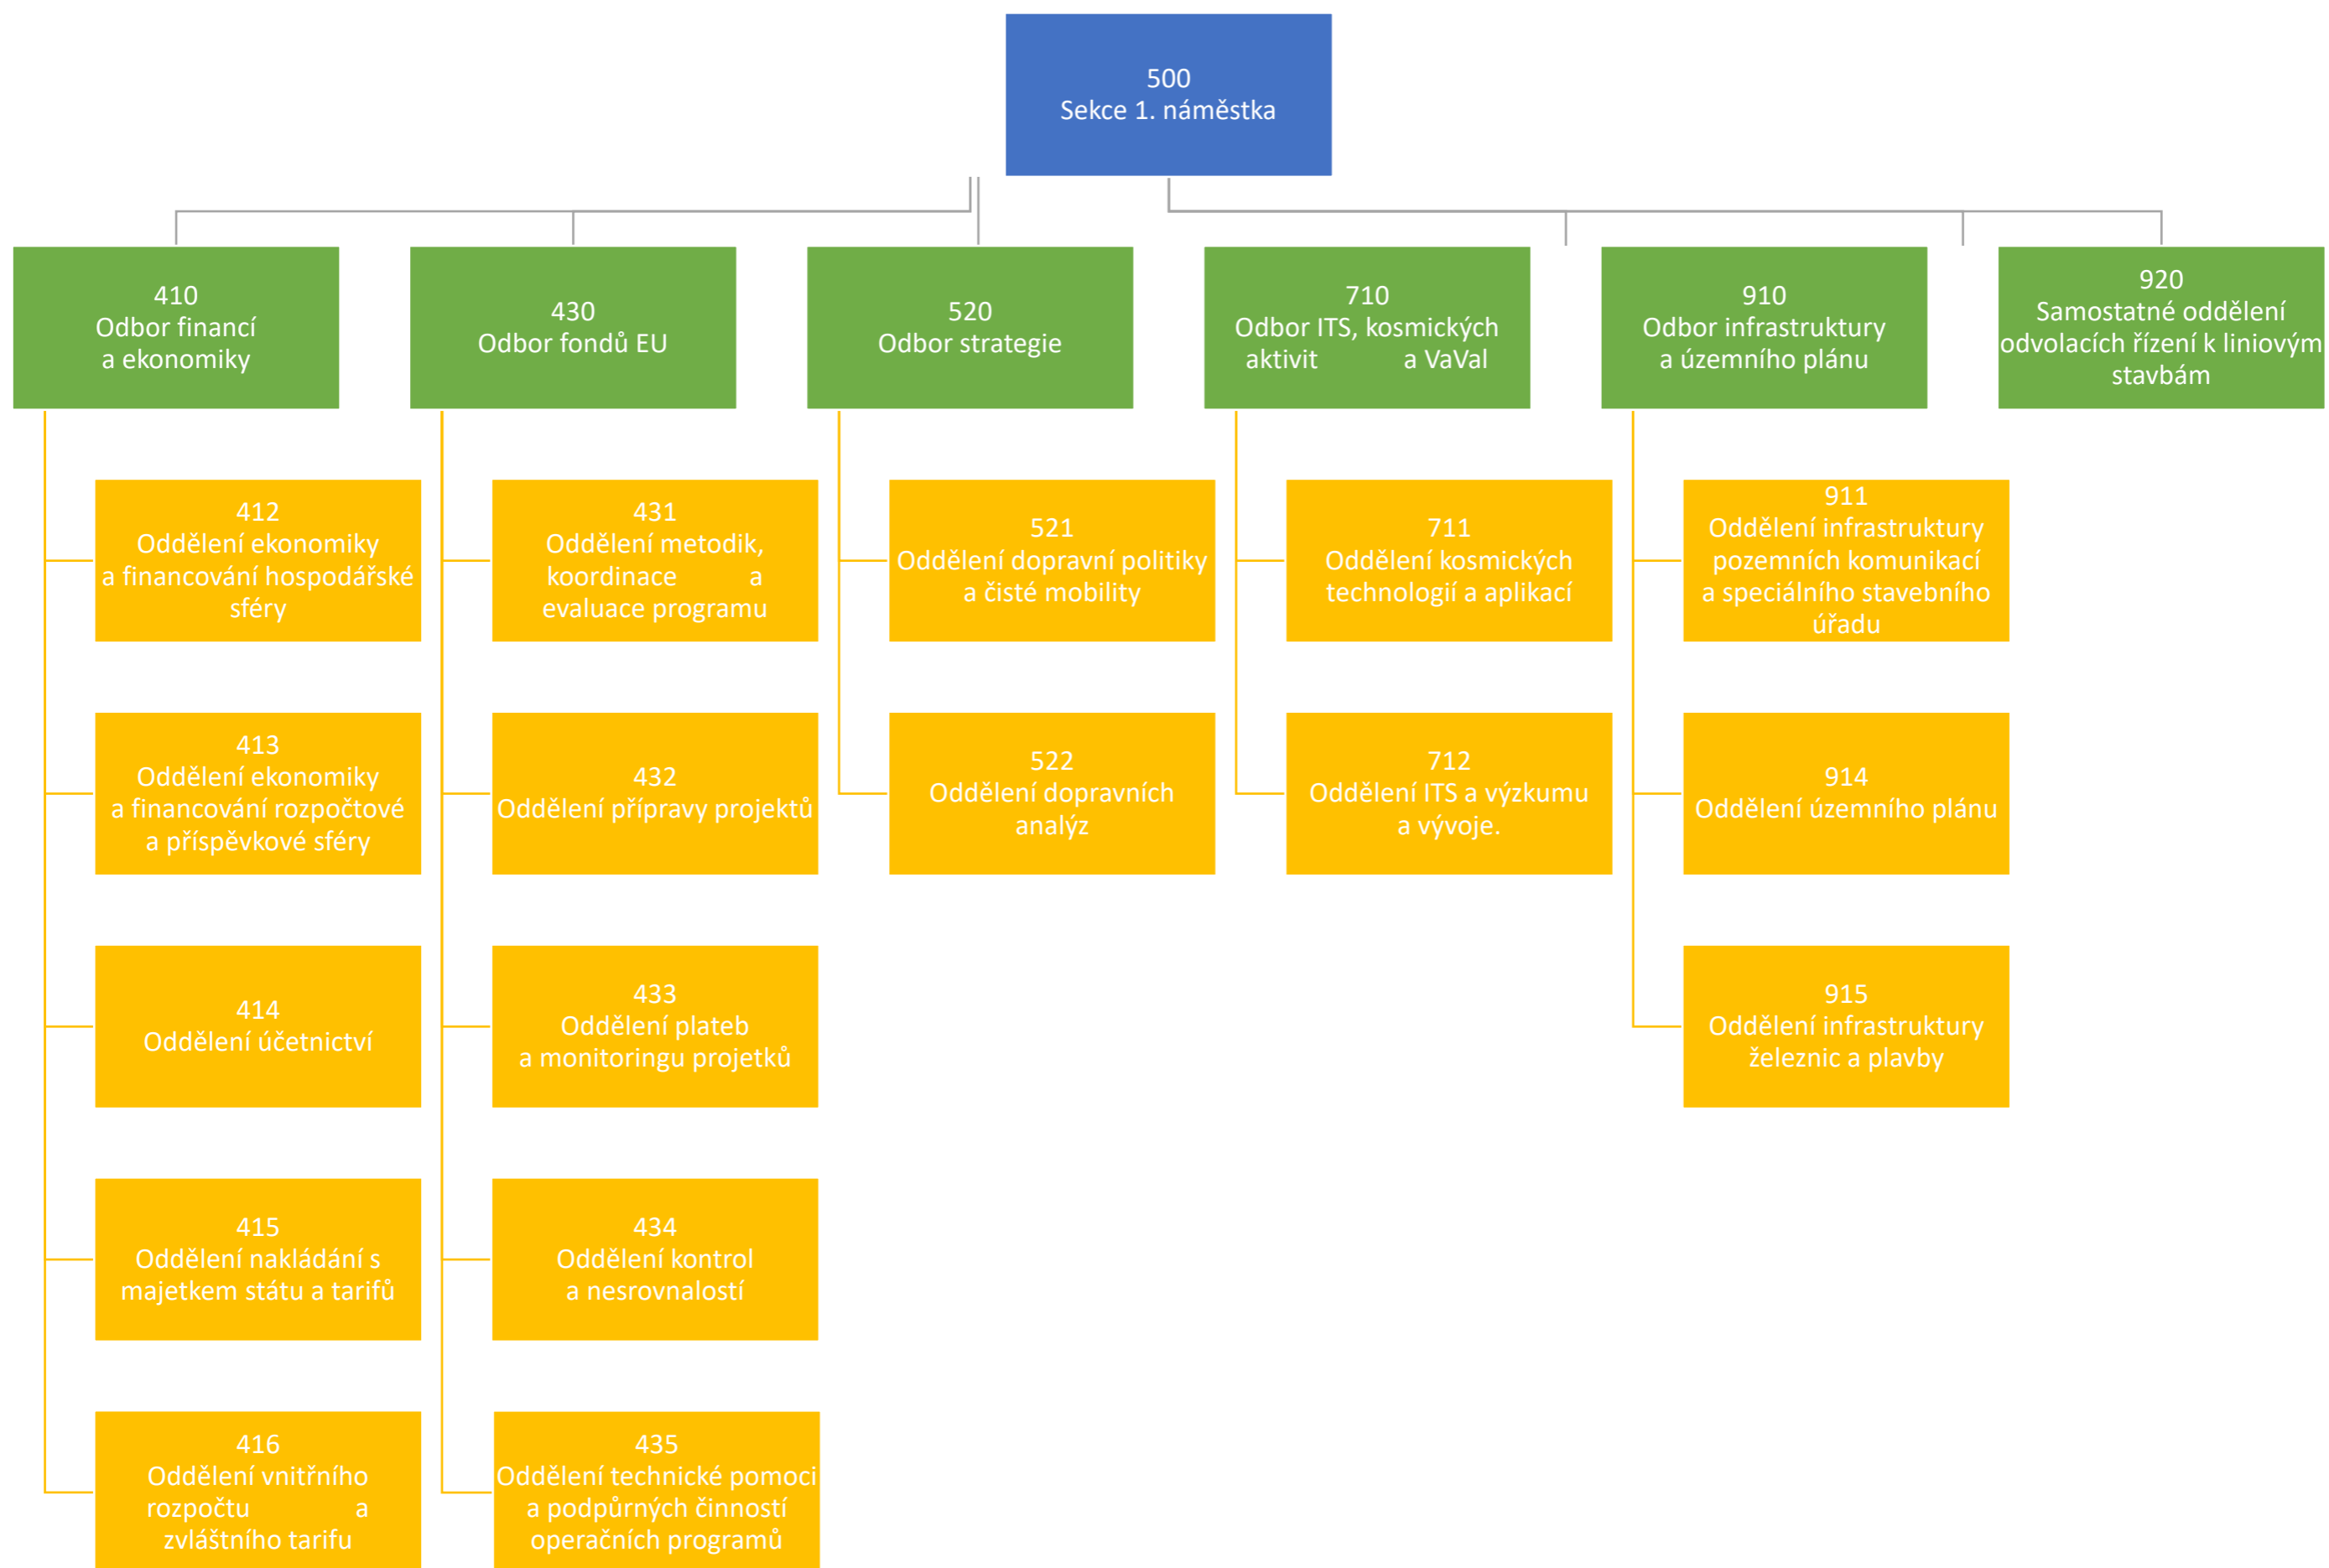 500
Sekce 1. náměstka
410
Odbor financí
a ekonomiky
430
Odbor fondů EU
520
Odbor strategie
710
Odbor ITS, kosmických
aktivit a VaVal
910
Odbor infrastruktury
a územního plánu
920
Samostatné oddělení
odvolacích řízení k liniovým
stavbám
412
Oddělení ekonomiky
a financování hospodářské
sféry
431
Oddělení metodik,
koordinace a
evaluace programu
521
Oddělení dopravní politiky
a čisté mobility
711
Oddělení kosmických
technologií a aplikací
911
Oddělení infrastruktury
pozemních komunikací
a speciálního stavebního
úřadu
413
Oddělení ekonomiky
a financování rozpočtové
a příspěvkové sféry
432
Oddělení přípravy projektů
522
Oddělení dopravních
analýz
712
Oddělení ITS a výzkumu
a vývoje.
914
Oddělení územního plánu
414
Oddělení účetnictví
433
Oddělení plateb
a monitoringu projetků
915
Oddělení infrastruktury
železnic a plavby
415
Oddělení nakládání s
majetkem státu a tarifů
434
Oddělení kontrol
a nesrovnalostí
416
Oddělení vnitřního
rozpočtu a
zvláštního tarifu
435
Oddělení technické pomoci
a podpůrných činností
operačních programů